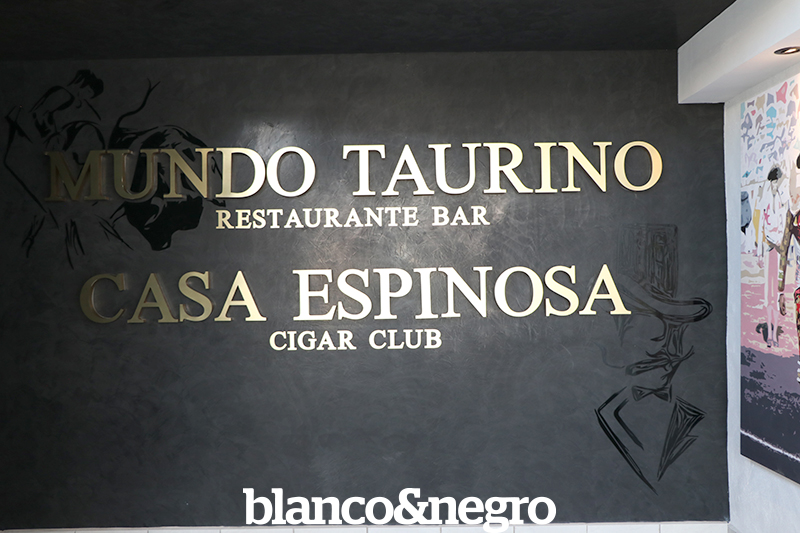 MUNDO TAURINO
RESTAURANTE BAR
CASA ESPINOSA
CIGAR CLUB
blanco&negro